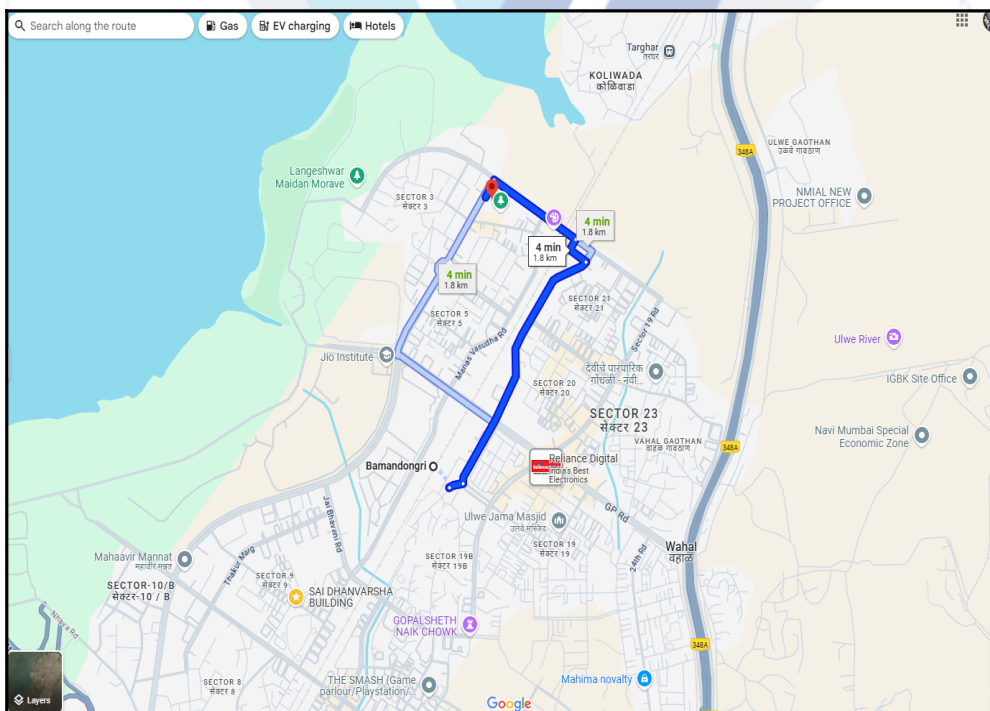 Search along the route
Gas
EV charging
Hotels
Targhar
तरघर
KOLIWADA
कोळिवाडा
348A
ULWE GAOTHAN
उळवे गावठाण
Langeshwar
Maidan Morave
SECTOR 3
सेक्टर 3
NMIAL NEW
PROJECT OFFICE
4 min
1.8 km
4 min
1.8 km
4 min
1.8 km
SECTOR 21
सेक्टर 21
SECTOR 5
सेक्टर 5
Sector 19 Rd
Manas Vasudha Rd
Ulwe River
Jio Institute
देवीचे पारपारिक
गोंधळी - नवी...
IGBK Site Office
SECTOR 20
सेक्टर 20
SECTOR 23
सेक्टर 23
Navi Mumbai Special
Economic Zone
VAHAL GAOTHAN
वाहळ गावठाण
348A
Bamandongri
Reliance Digital
India's Best
Electronics
GP Rd
Ulwe Jama Masjid
उलवे मस्जिद
Jai Bhavani Rd
Wahal
वहाळ
Thakur Marg
Mahaavir Mannat
महावीर मन्नत
SECTOR 19B
सेक्टर 19B
SECTOR 19
सेक्टर 19
24th Rd
SECTOR-10/B
सेक्टर-10 / B
SECTOR 9
सेक्टर 9
SAI DHANVARSHA
BUILDING
Nhava Rd
GOPALSHETH
NAIK CHOWK
348A
SECTOR 8
सेक्टर 8
THE SMASH (Game
parlour/Playstation/
Mahima novalty
Layers
Google